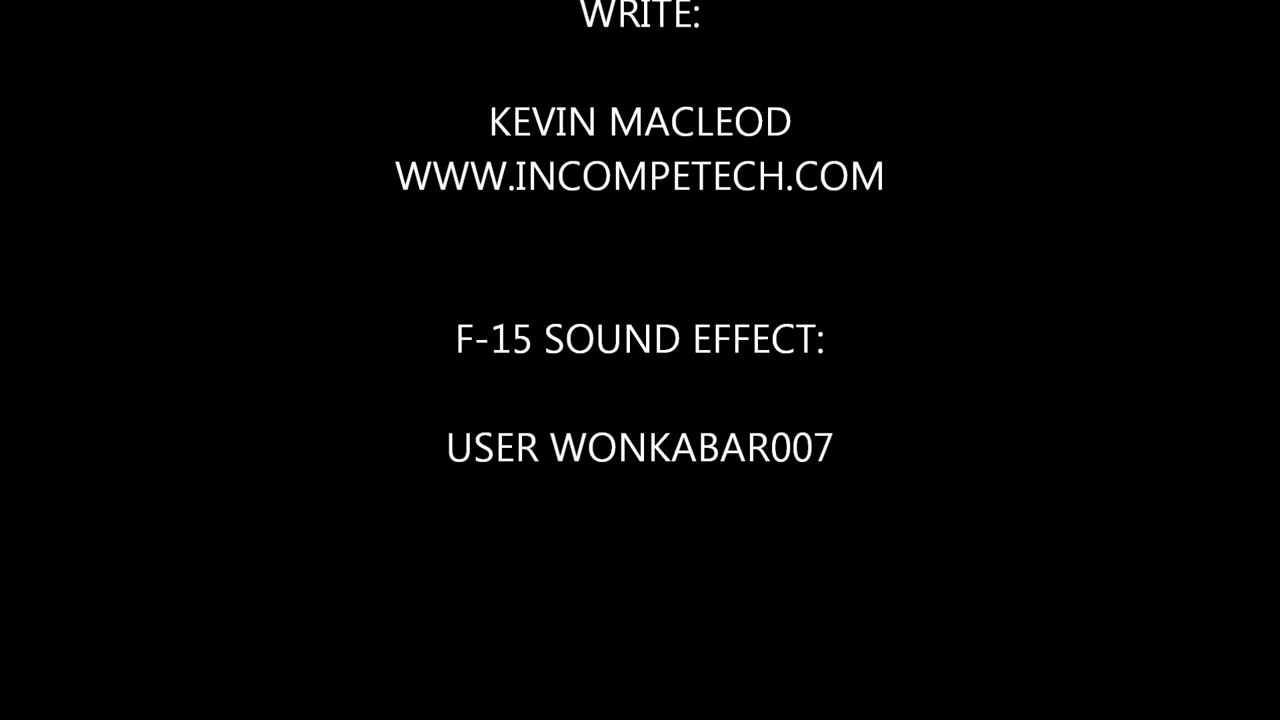 WRITE:
KEVIN MACLEOD
WWW.INCOMPETECH.COM
F-15 SOUND EFFECT:
USER WONKABAR007